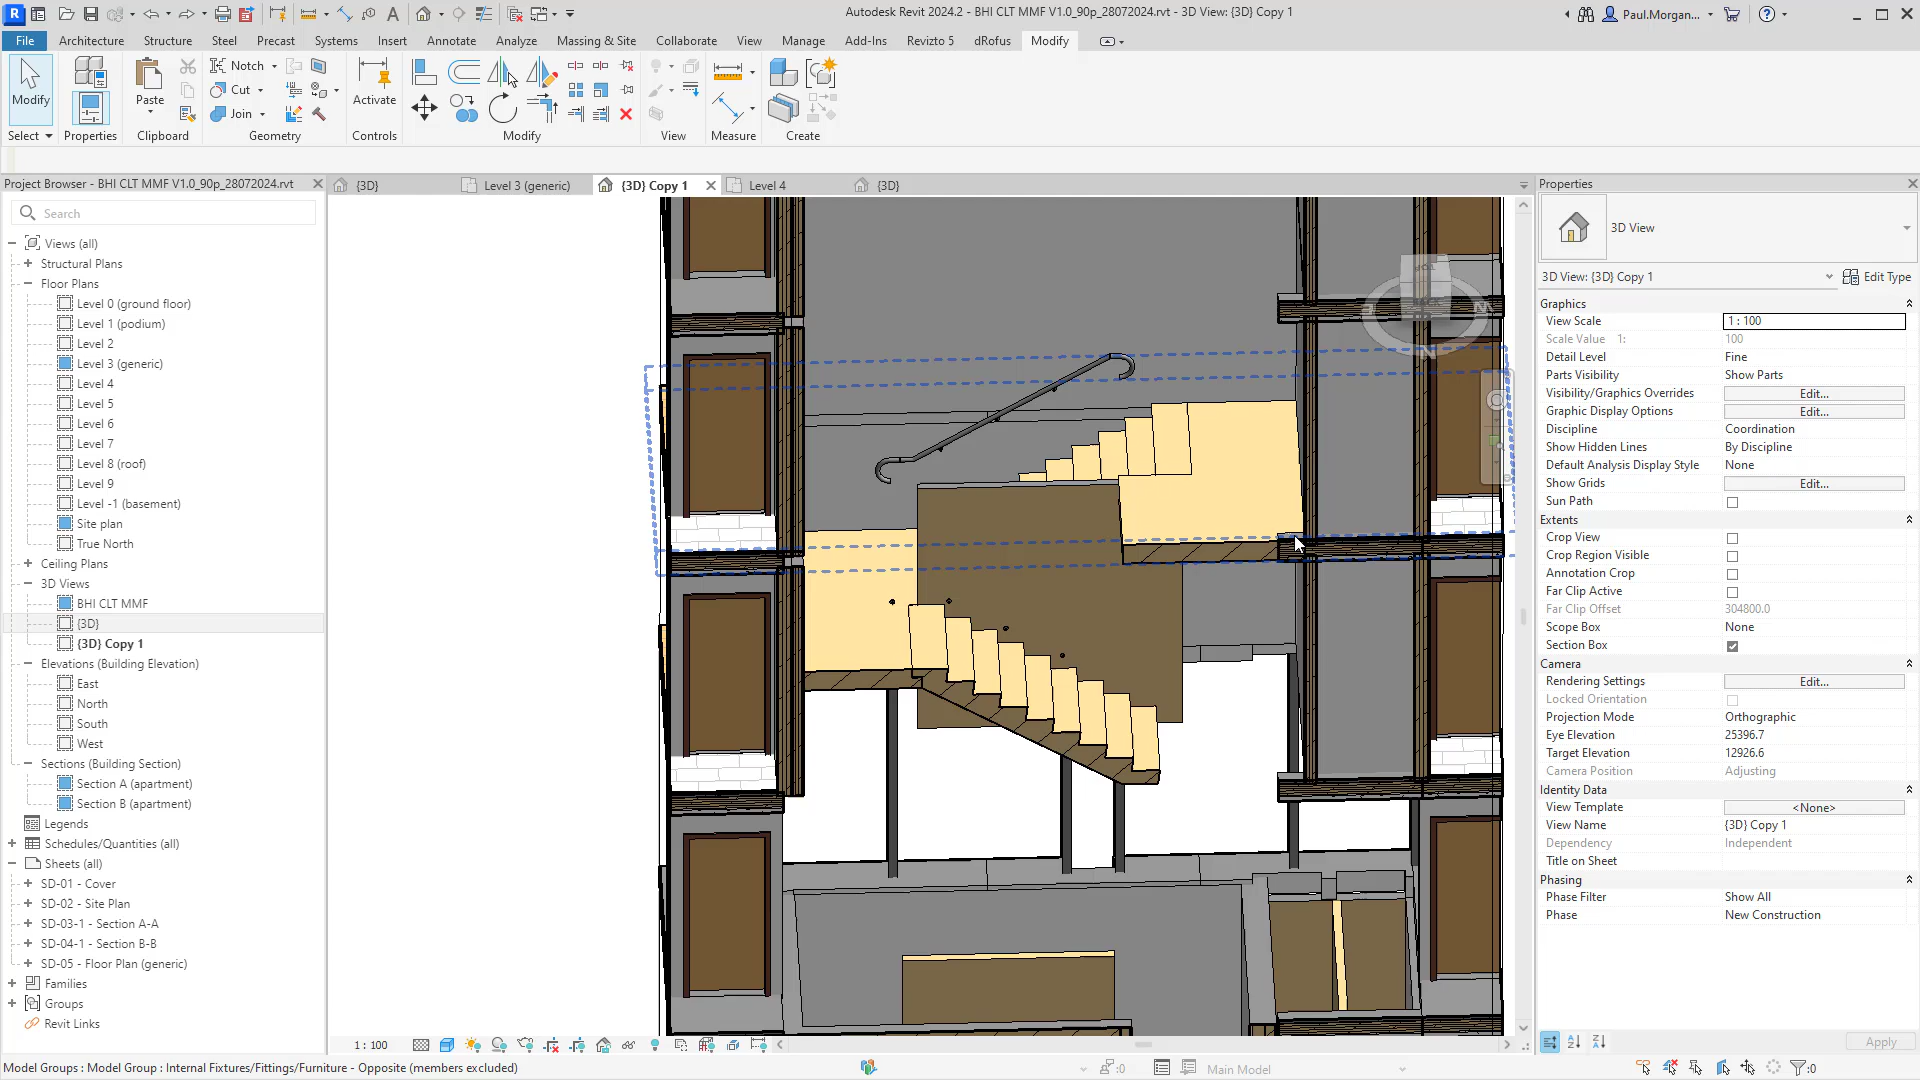 Autodesk Revit 2024.2 - BHI CLT MMF V1.0_90p_28072024.rvt - 3D View: {3D} Copy 1
Paul.Morgan...
File Architecture Structure Steel Precast Systems Insert Annotate Analyze Massing & Site Collaborate View Manage Add-Ins Revizto 5 dRofus Modify
Modify
Paste
Notch
Cut
Join
Activate
Select Properties Clipboard Geometry Controls Modify View Measure Create
Project Browser - BHI CLT MMF V1.0_90p_28072024.rvt
Search
Views (all)
Structural Plans
Floor Plans
Level 0 (ground floor)
Level 1 (podium)
Level 2
Level 3 (generic)
Level 4
Level 5
Level 6
Level 7
Level 8 (roof)
Level 9
Level -1 (basement)
Site plan
True North
Ceiling Plans
3D Views
BHI CLT MMF
{3D}
{3D} Copy 1
Elevations (Building Elevation)
East
North
South
West
Sections (Building Section)
Section A (apartment)
Section B (apartment)
Legends
Schedules/Quantities (all)
Sheets (all)
SD-01 - Cover
SD-02 - Site Plan
SD-03-1 - Section A-A
SD-04-1 - Section B-B
SD-05 - Floor Plan (generic)
Families
Groups
Revit Links
{3D} Level 3 (generic) {3D} Copy 1 Level 4 {3D}
1 : 100
Properties
3D View
3D View: {3D} Copy 1 Edit Type
Graphics
View Scale 1 : 100
Scale Value 1: 100
Detail Level Fine
Parts Visibility Show Parts
Visibility/Graphics Overrides Edit...
Graphic Display Options Edit...
Discipline Coordination
Show Hidden Lines By Discipline
Default Analysis Display Style None
Show Grids Edit...
Sun Path
Extents
Crop View
Crop Region Visible
Annotation Crop
Far Clip Active
Far Clip Offset 304800.0
Scope Box None
Section Box
Camera
Rendering Settings Edit...
Locked Orientation
Projection Mode Orthographic
Eye Elevation 25396.7
Target Elevation 12926.6
Camera Position Adjusting
Identity Data
View Template <None>
View Name {3D} Copy 1
Dependency Independent
Title on Sheet
Phasing
Phase Filter Show All
Phase New Construction
Apply
Model Groups : Model Group : Internal Fixtures/Fittings/Furniture - Opposite (members excluded)
:0
Main Model
:0